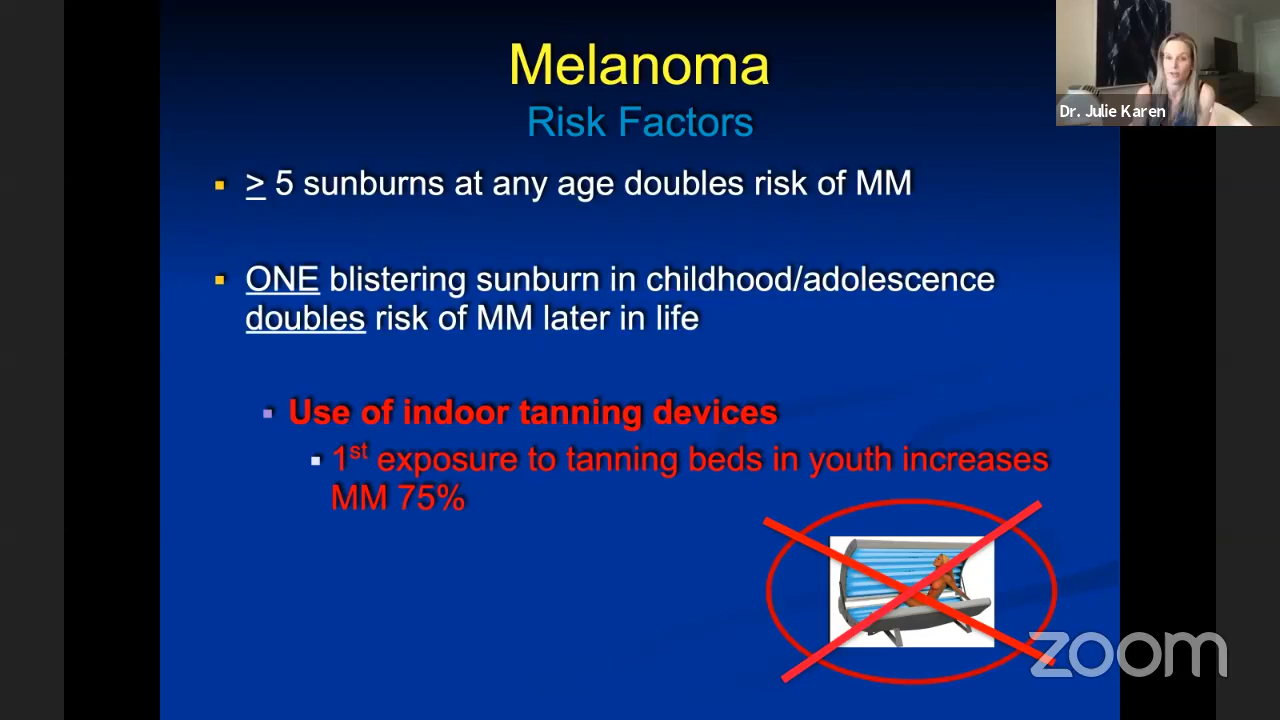 Melanoma
Risk Factors
Dr. Julie Karen
≥ 5 sunburns at any age doubles risk of MM
ONE blistering sunburn in childhood/adolescence
doubles risk of MM later in life
Use of indoor tanning devices
1st exposure to tanning beds in youth increases
MM 75%
zoom